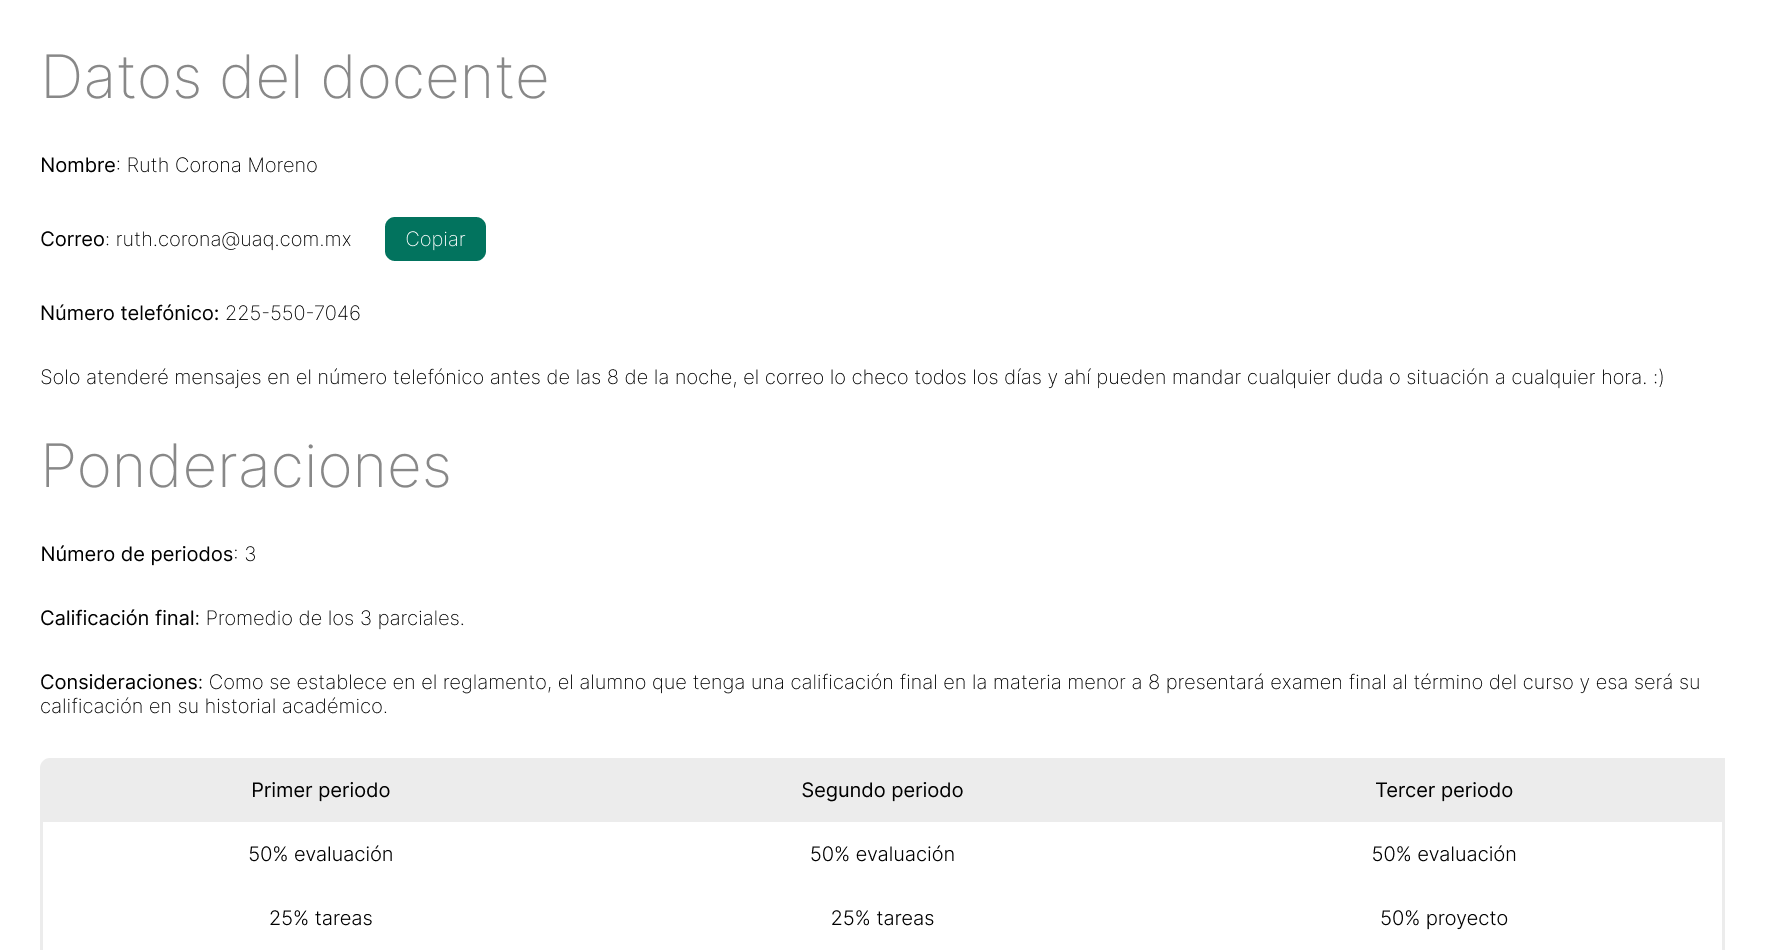 Datos del docente
Nombre: Ruth Corona Moreno
Correo: ruth.corona@uaq.com.mx Copiar
Número telefónico: 225-550-7046
Solo atenderé mensajes en el número telefónico antes de las 8 de la noche, el correo lo checo todos los días y ahí pueden mandar cualquier duda o situación a cualquier hora. :)
Ponderaciones
Número de periodos: 3
Calificación final: Promedio de los 3 parciales.
Consideraciones: Como se establece en el reglamento, el alumno que tenga una calificación final en la materia menor a 8 presentará examen final al término del curso y esa será su
calificación en su historial académico.
Primer periodo Segundo periodo Tercer periodo
50% evaluación 50% evaluación 50% evaluación
25% tareas 25% tareas 50% proyecto